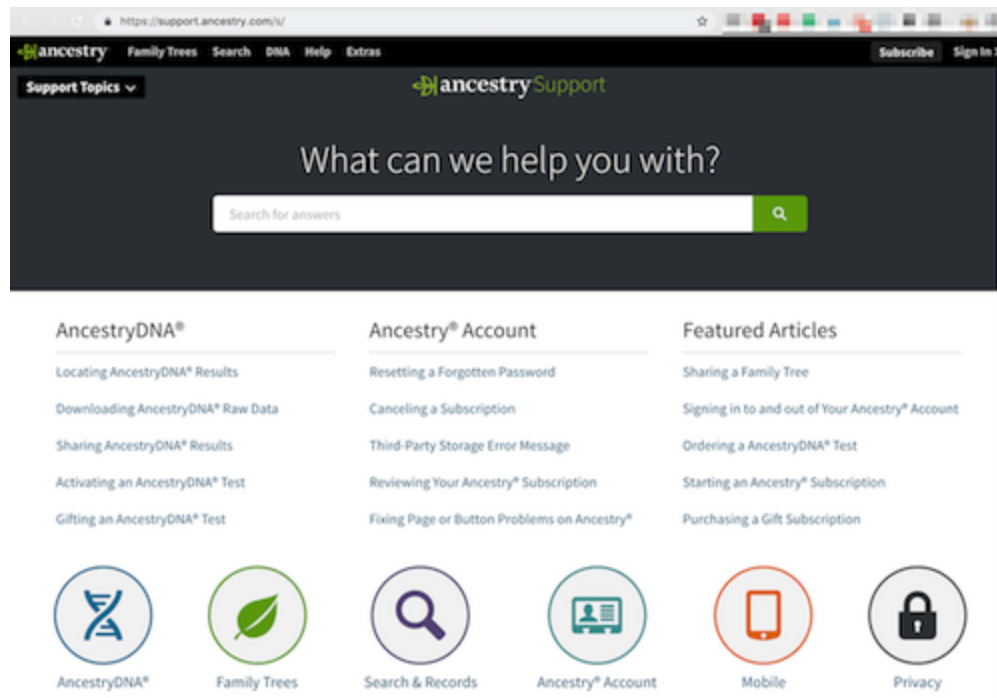 https://support.ancestry.com/s/
ancestry Family Trees Search DNA Help Extras Subscribe Sign In
Support Topics
ancestrySupport
What can we help you with?
Search for answers
AncestryDNA®
Locating AncestryDNA® Results
Downloading AncestryDNA® Raw Data
Sharing AncestryDNA® Results
Activating an AncestryDNA® Test
Gifting an AncestryDNA® Test
Ancestry® Account
Resetting a Forgotten Password
Canceling a Subscription
Third-Party Storage Error Message
Reviewing Your Ancestry® Subscription
Fixing Page or Button Problems on Ancestry®
Featured Articles
Sharing a Family Tree
Signing in to and out of Your Ancestry® Account
Ordering a AncestryDNA® Test
Starting an Ancestry® Subscription
Purchasing a Gift Subscription
AncestryDNA® Family Trees Search & Records Ancestry® Account Mobile Privacy